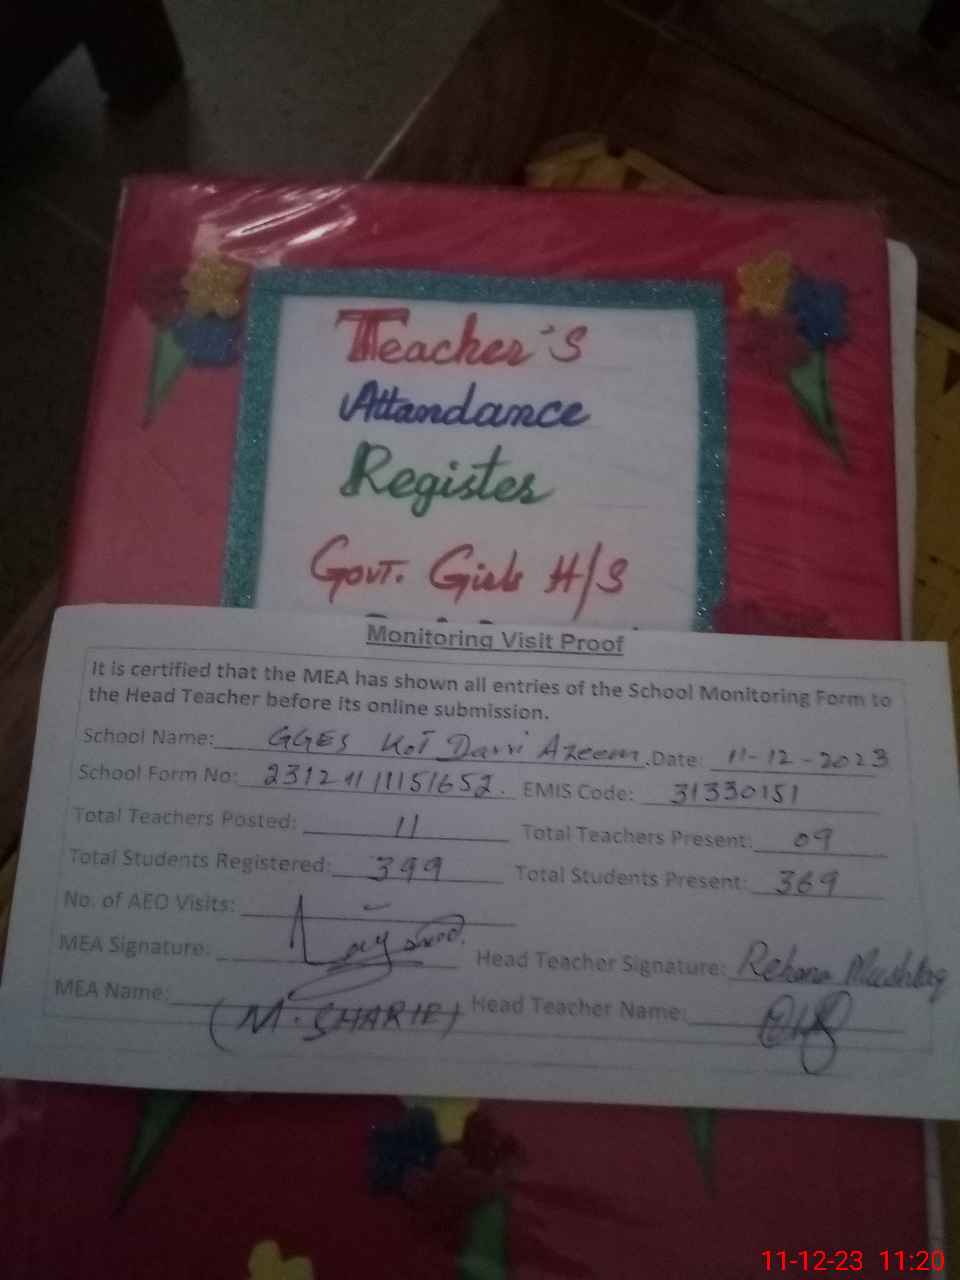 Teacher's
Attandance
Register
Govt. Girls H/S
Monitoring Visit Proof
It is certified that the MEA has shown all entries of the School Monitoring Form to
the Head Teacher before its online submission.
School Name: GGES Kot Darri Azeem. Date: 11-12-2023
School Form No: EMIS Code: 31330151
Total Teachers Posted: 11 Total Teachers Present: 09
Total Students Registered: 399 Total Students Present: 369
No. of AEO Visits: -
MEA Signature: Head Teacher Signature: Rehana Mushtaq
MEA Name: (M. SHARIF) Head Teacher Name:
11-12-23 11:20